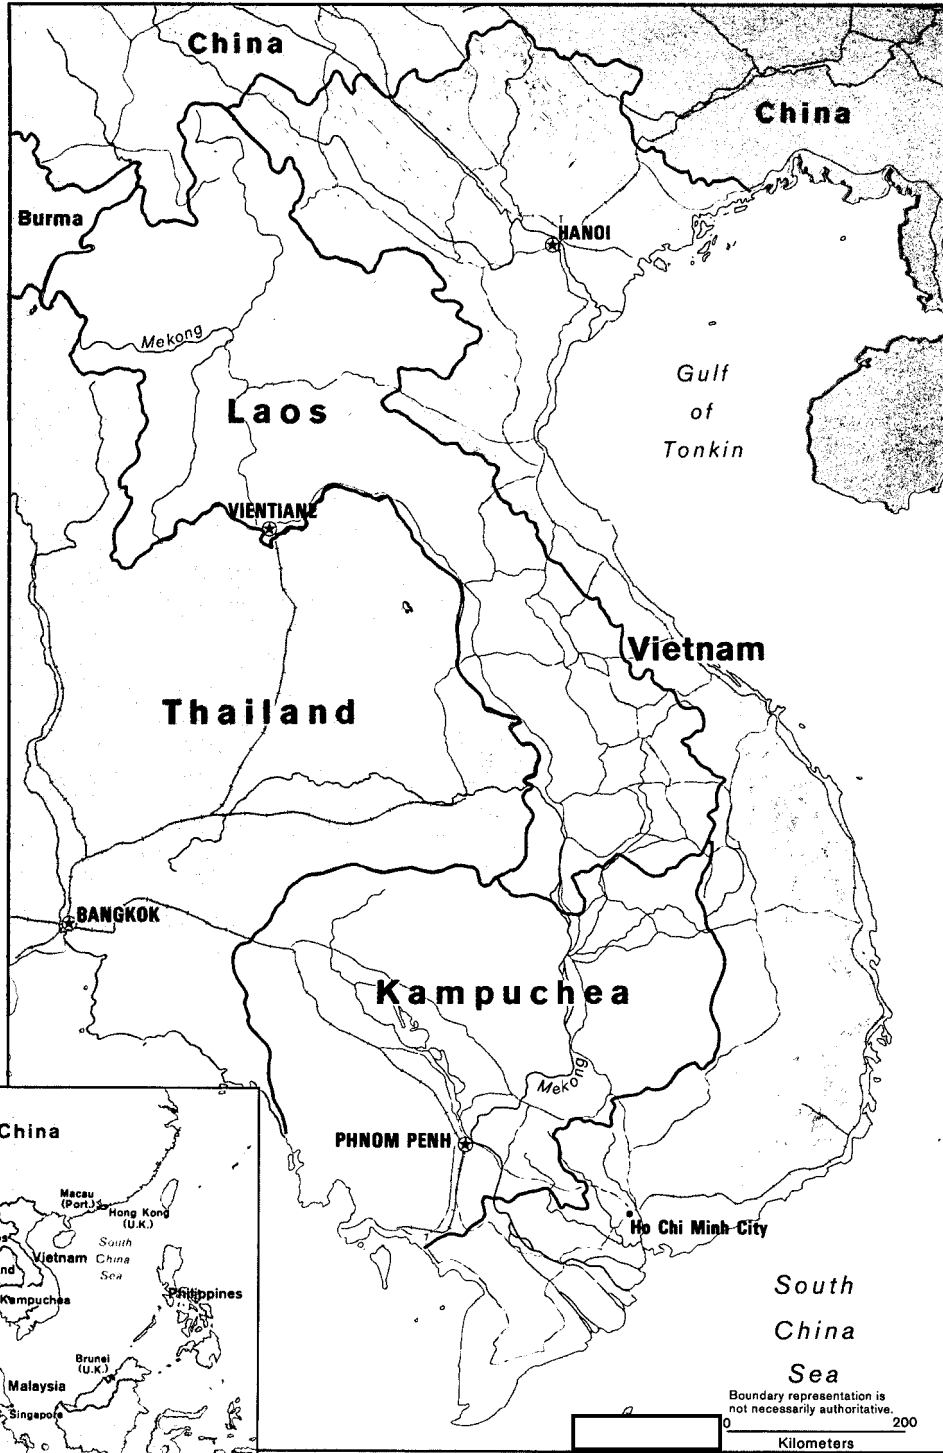 China
China
Burma
HANOI
Mekong
Gulf
of
Tonkin
Laos
VIENTIANE
Vietnam
Thailand
BANGKOK
Kampuchea
Mekong
PHNOM PENH
Ho Chi Minh City
South
China
Sea
Boundary representation is
not necessarily authoritative.
0 200
Kilometers
China
Macau
(Port.)
Hong Kong
(U.K.)
South
China
Sea
Vietnam
nd
Kampuchea
Philippines
Brunei
(U.K.)
Malaysia
Singapore